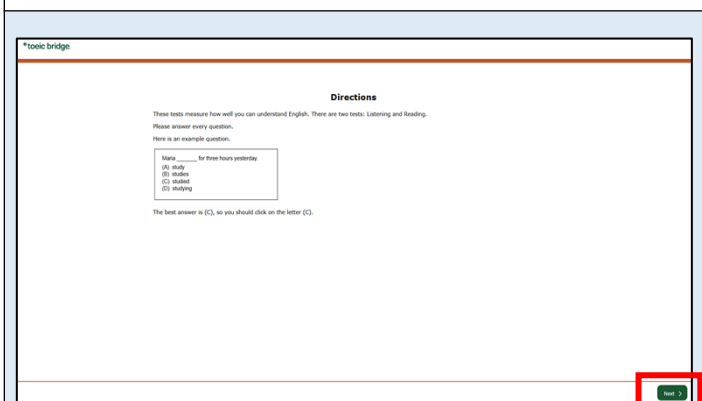 toeic bridge.
Directions
These tests measure how well you can understand English. There are two tests: Listening and Reading.
Please answer every question.
Here is an example question.
Maria ______ for three hours yesterday.
(A) study
(B) studies
(C) studied
(D) studying
The best answer is (C), so you should click on the letter (C).
Next >